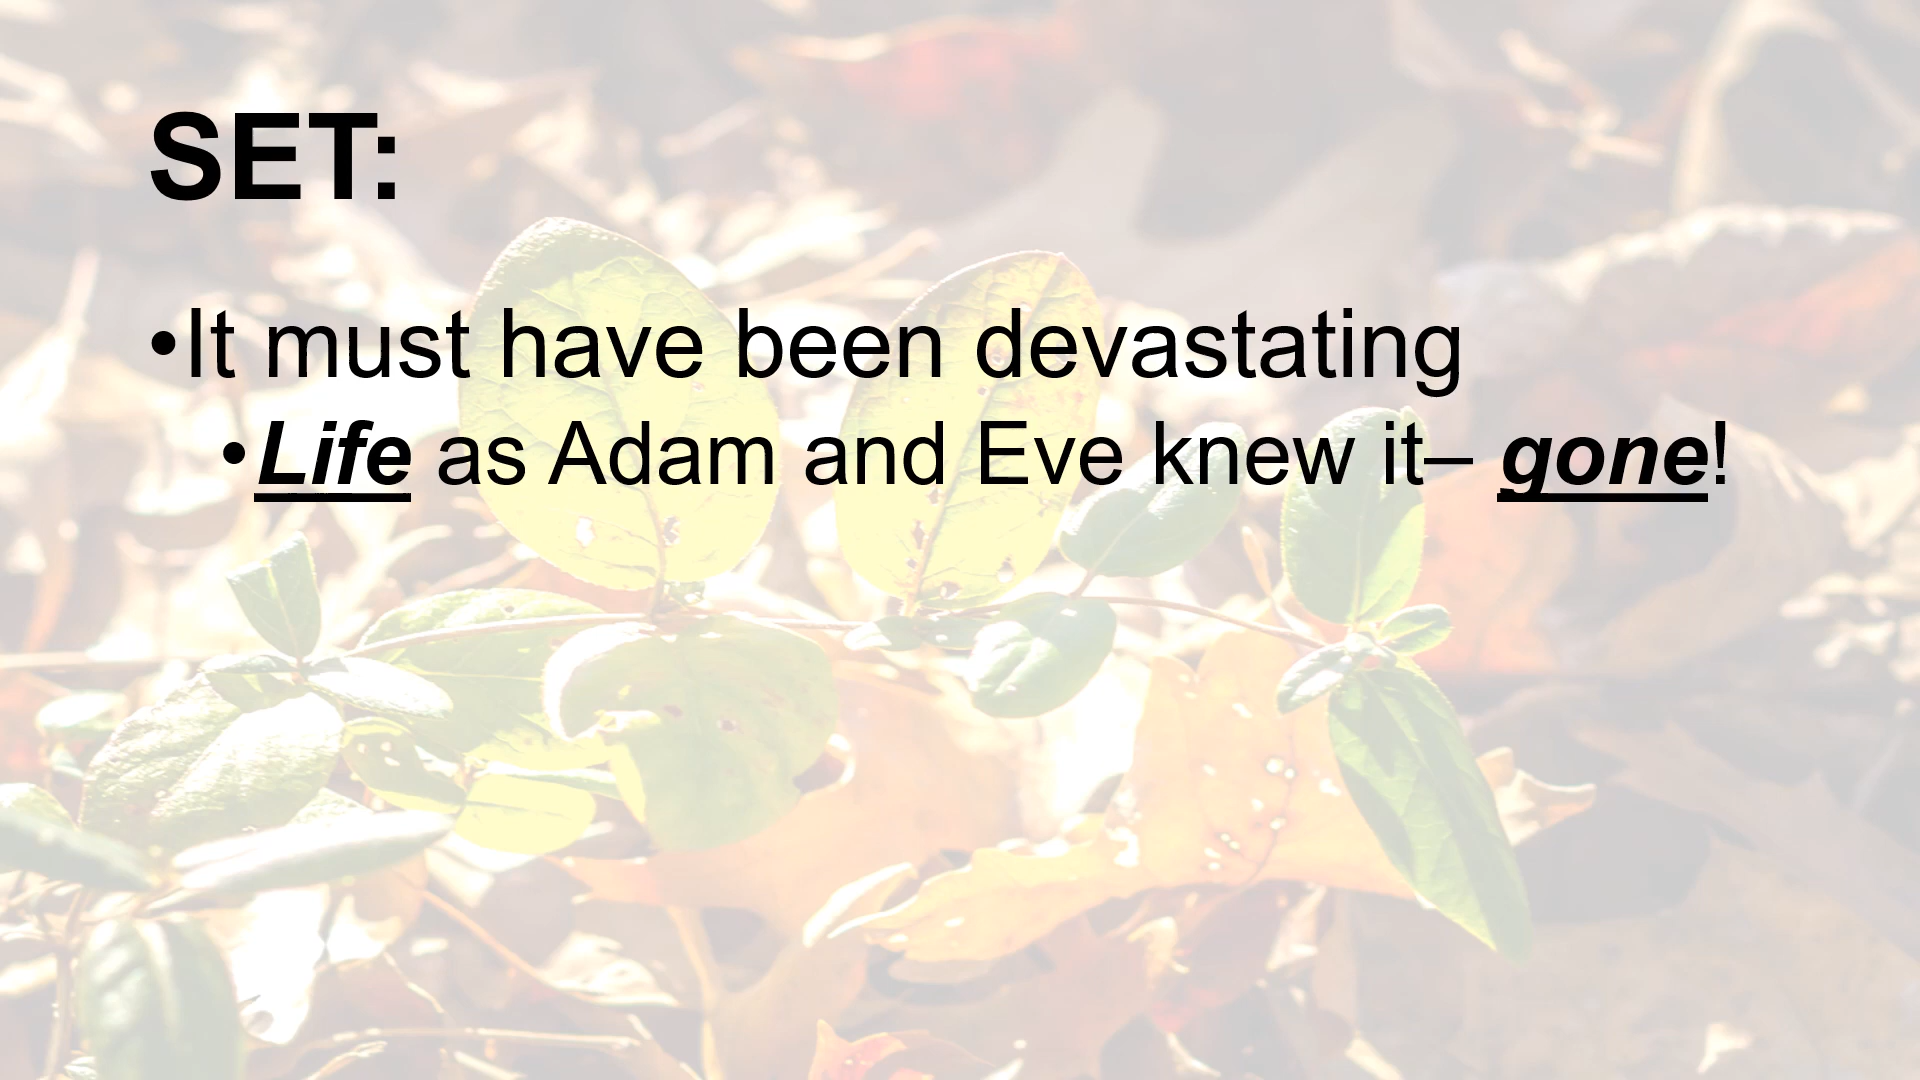 SET:
•It must have been devastating
•Life as Adam and Eve knew it– gone!